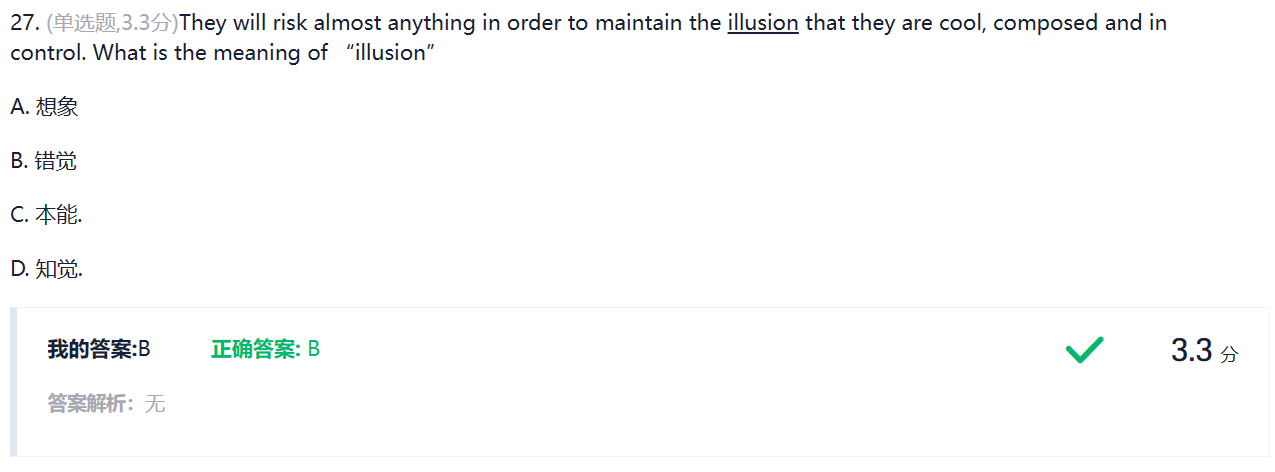 27. (单选题,3.3分)They will risk almost anything in order to maintain the illusion that they are cool, composed and in
control. What is the meaning of “illusion”
A. 想象
B. 错觉
C. 本能.
D. 知觉.
我的答案:B 正确答案: B 3.3 分
答案解析：无